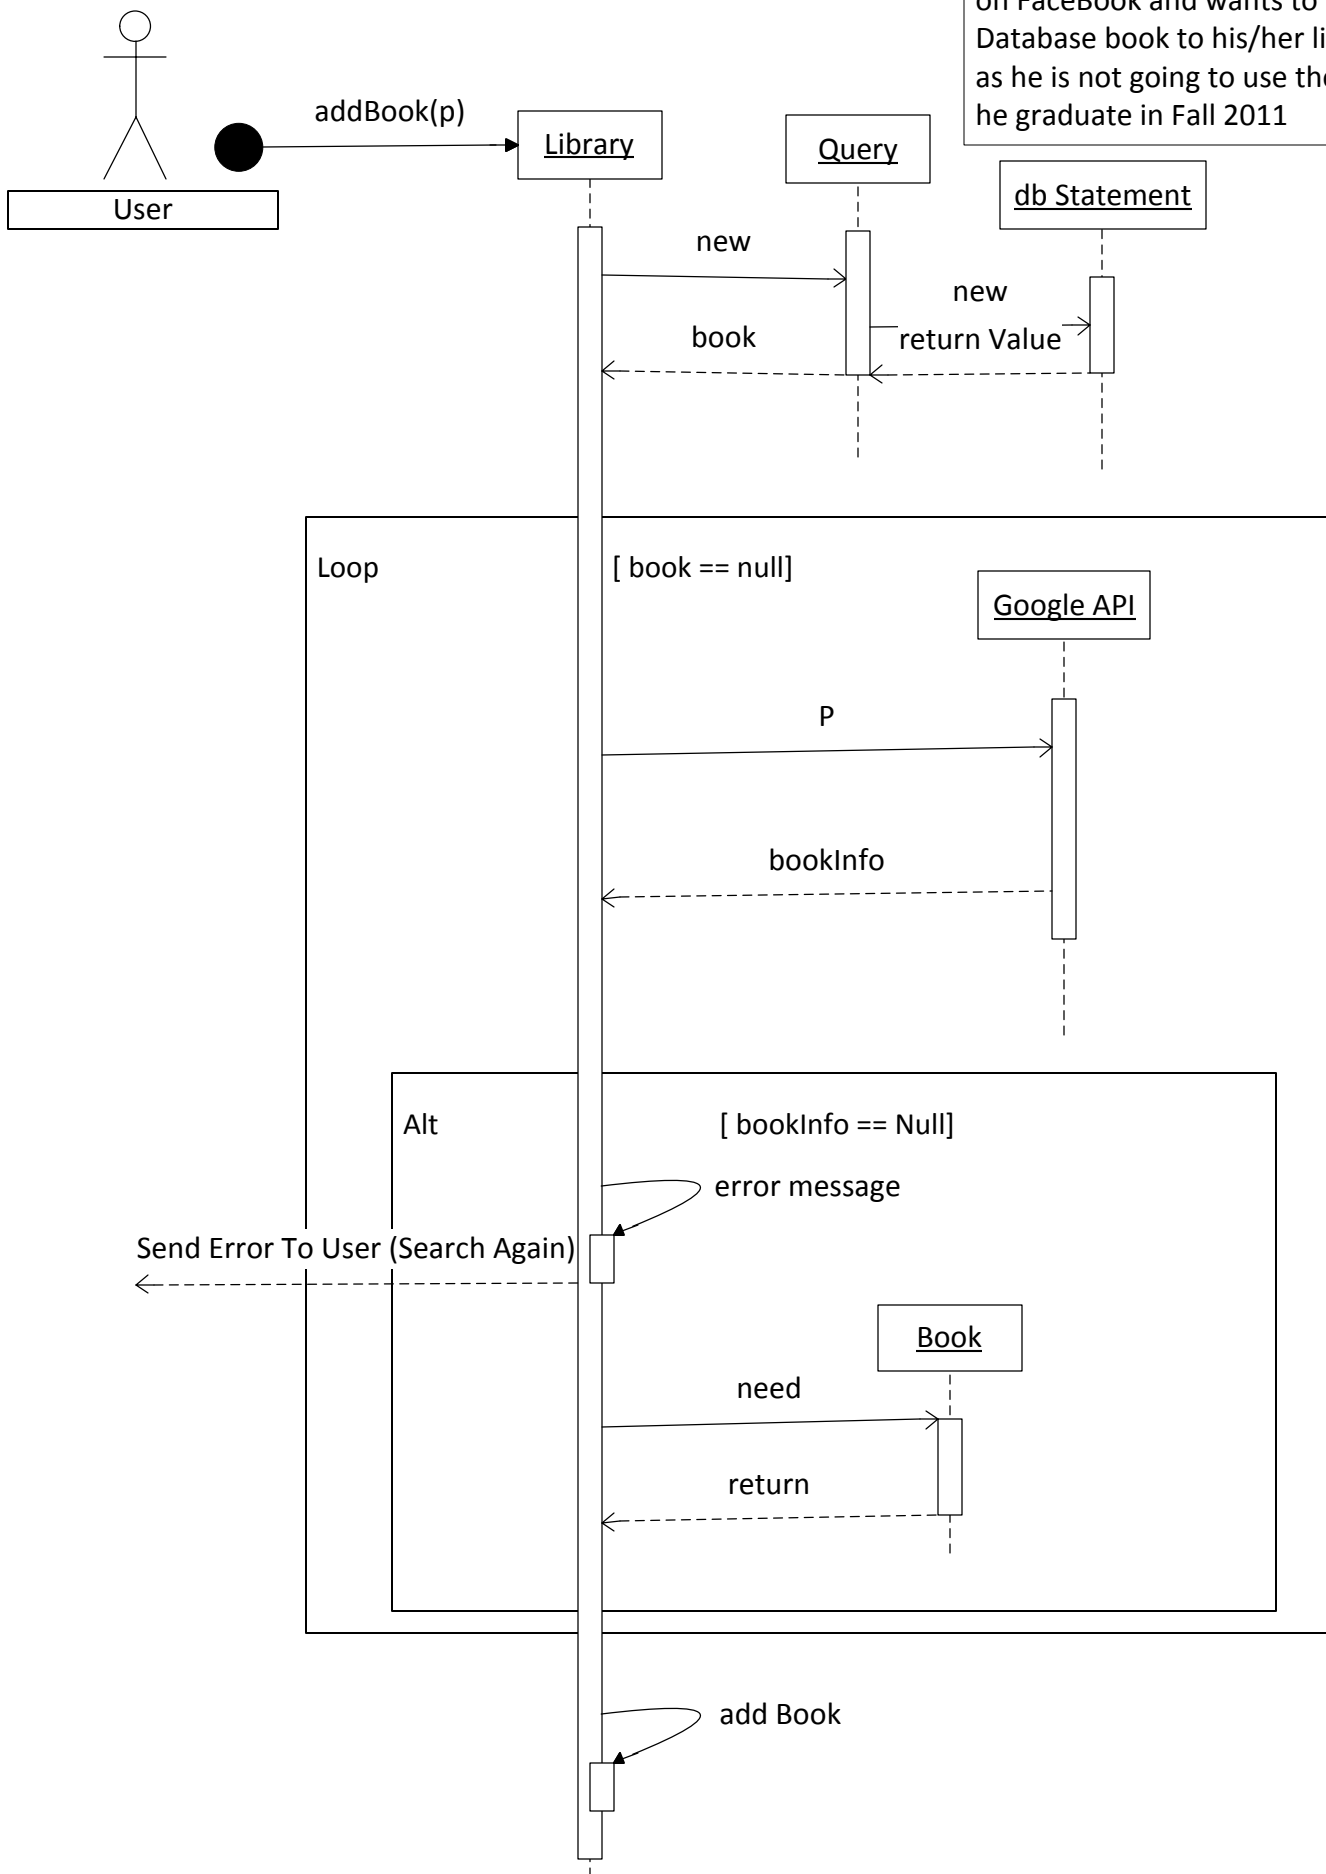 on FaceBook and wants to
Database book to his/her
as he is not going to use
he graduate in Fall 2011
addBook(p)
Library
Query
db Statement
User
new
new
book
return Value
Loop
[ book == null]
Google API
P
bookInfo
Alt
[ bookInfo == Null]
error message
Send Error To User (Search Again)
Book
need
return
add Book